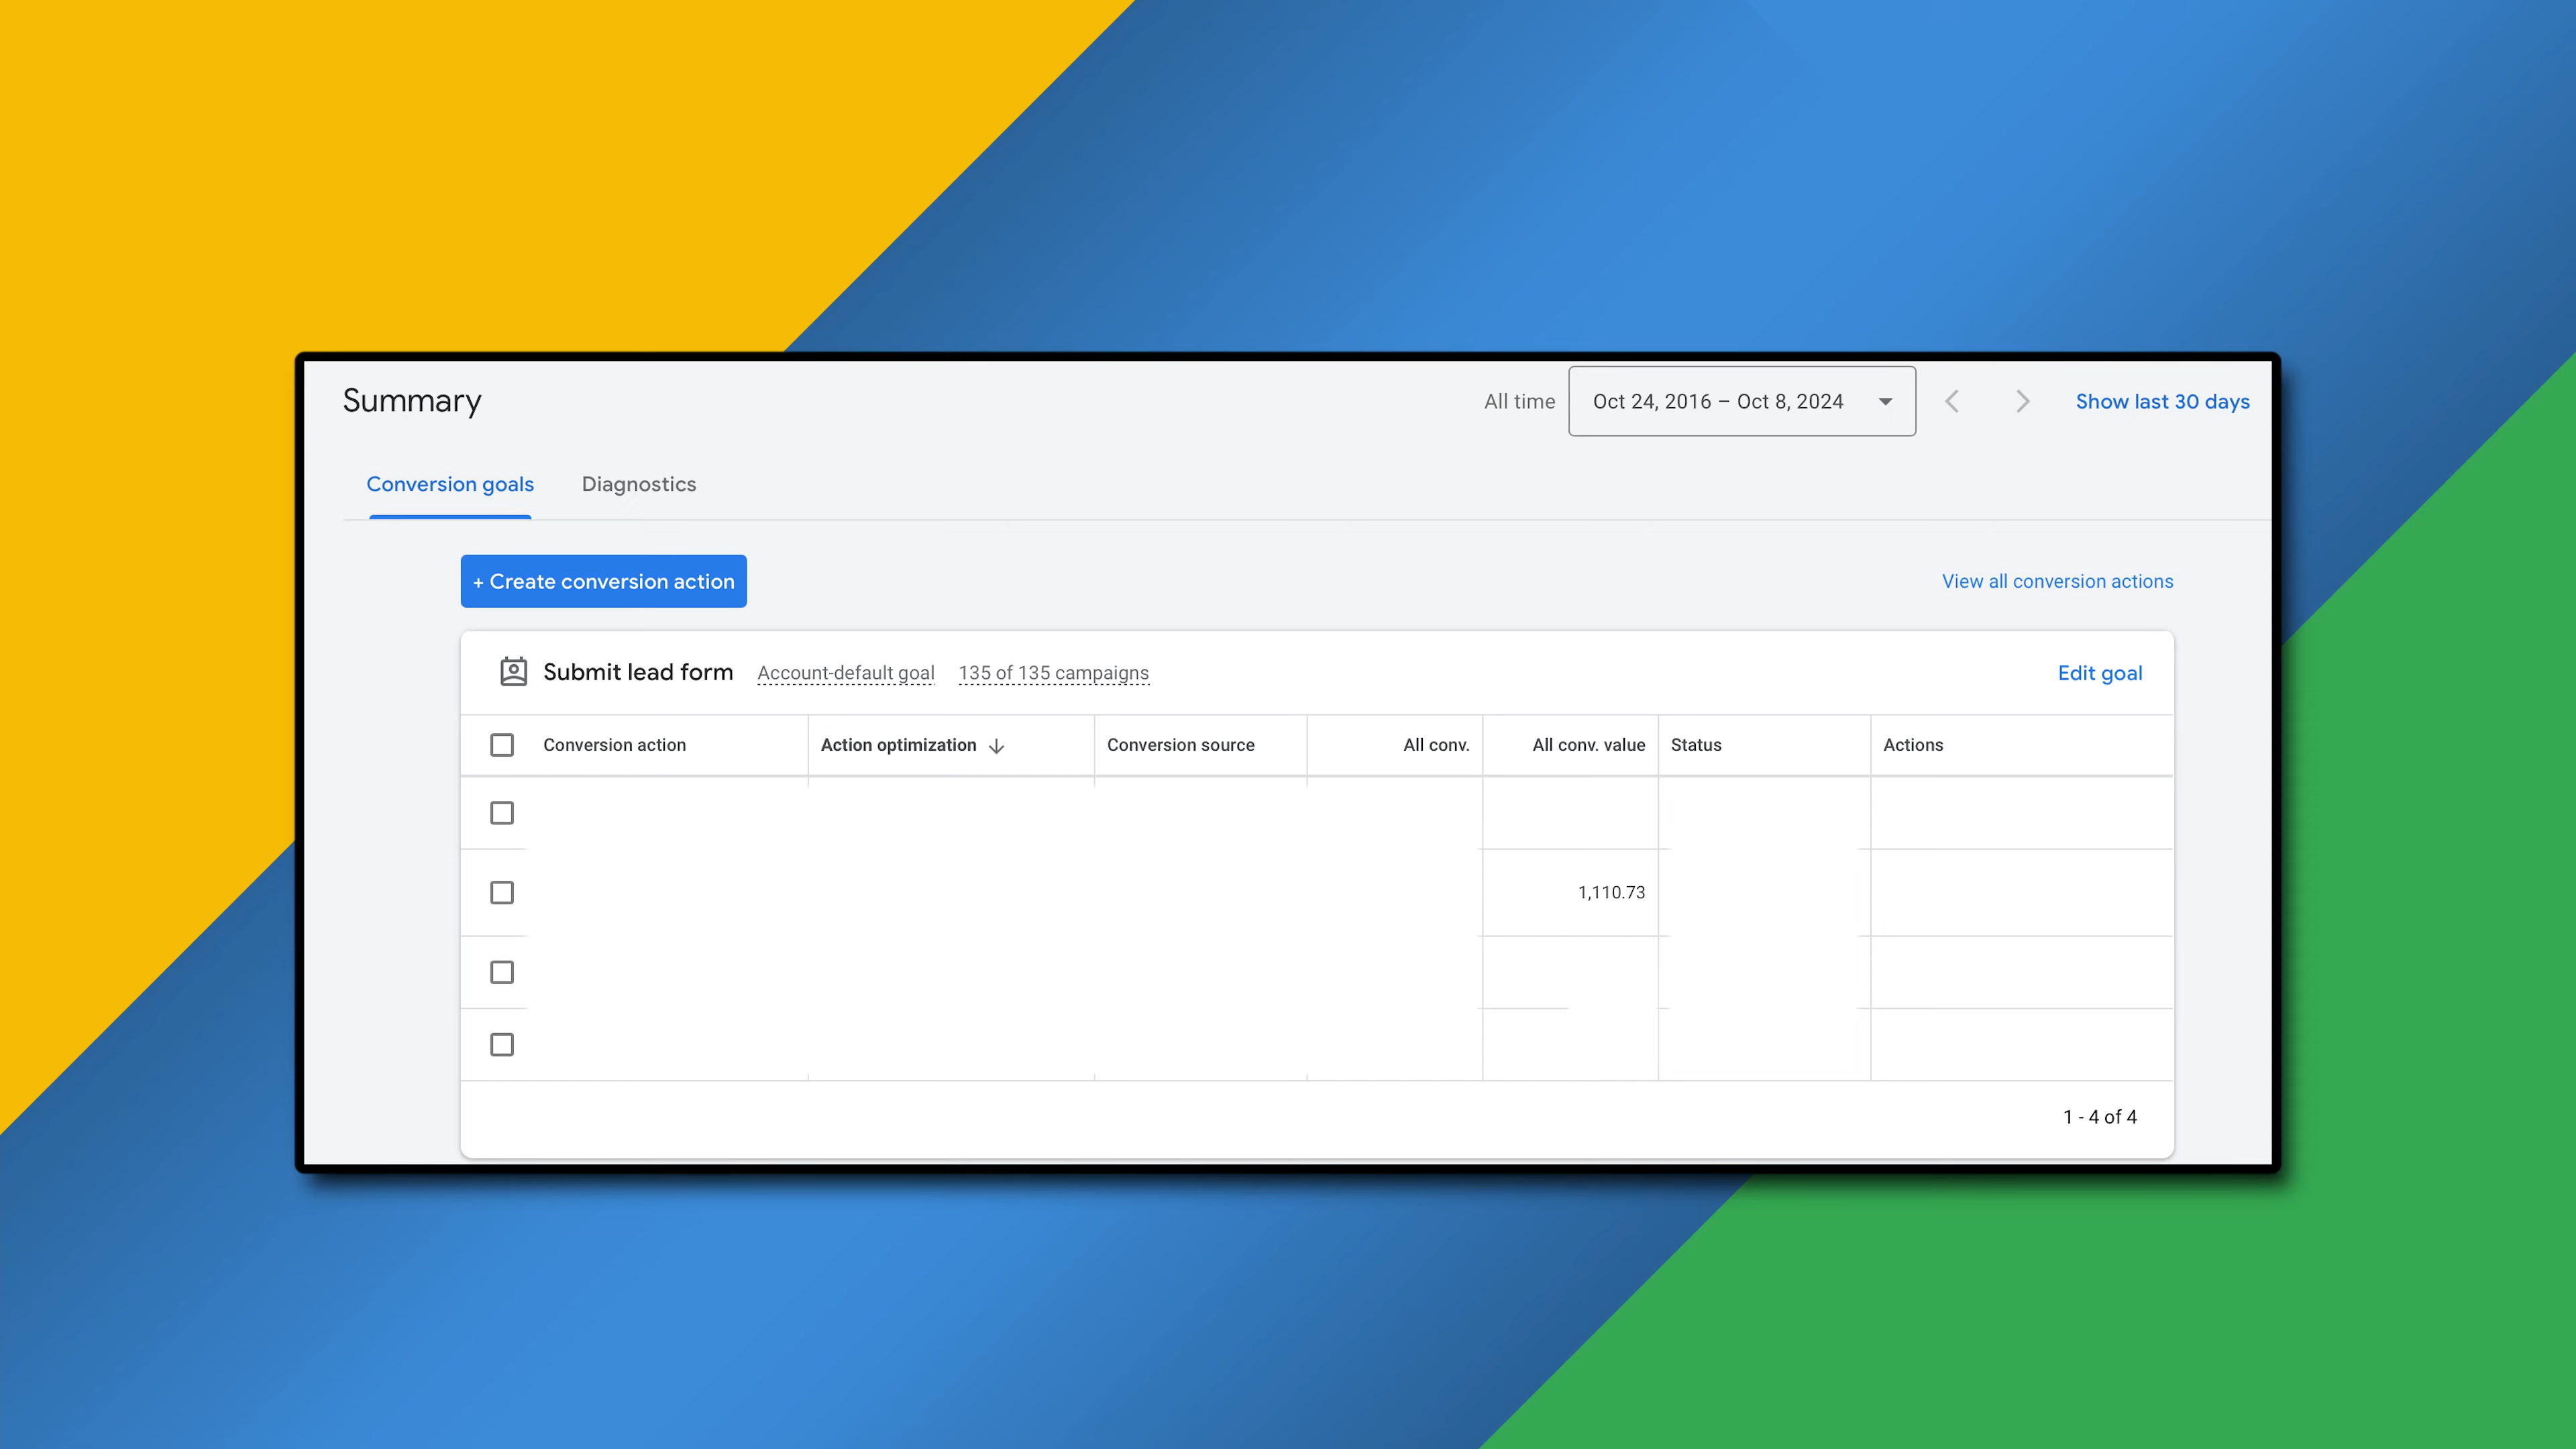 Summary
All time Oct 24, 2016 – Oct 8, 2024 Show last 30 days
Conversion goals Diagnostics
+ Create conversion action View all conversion actions
Submit lead form Account-default goal 135 of 135 campaigns Edit goal
Conversion action Action optimization Conversion source All conv. All conv. value Status Actions
1,110.73
1 - 4 of 4